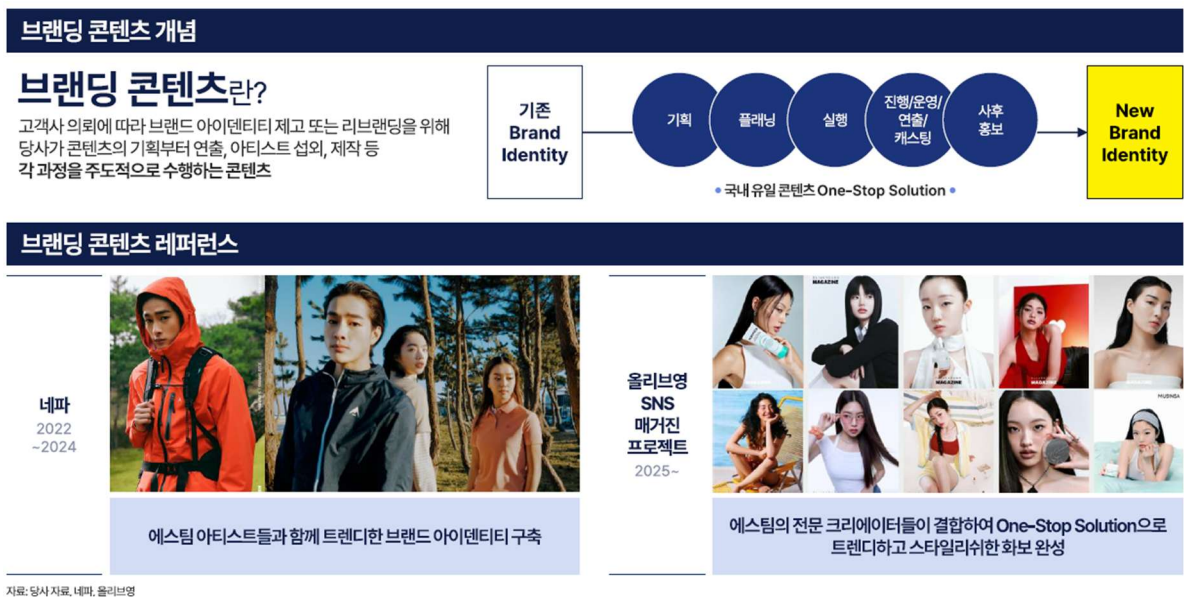 브랜딩 콘텐츠 개념
브랜딩 콘텐츠란?
고객사 의뢰에 따라 브랜드 아이덴티티 제고 또는 리브랜딩을 위해
당사가 콘텐츠의 기획부터 연출, 아티스트 섭외, 제작 등
각 과정을 주도적으로 수행하는 콘텐츠
기존
Brand
Identity
기획
플래닝
실행
진행/운영/
연출/
캐스팅
사후
홍보
New
Brand
Identity
• 국내 유일 콘텐츠 One-Stop Solution •
브랜딩 콘텐츠 레퍼런스
네파
2022
~2024
에스팀 아티스트들과 함께 트렌디한 브랜드 아이덴티티 구축
올리브영
SNS
매거진
프로젝트
2025~
MAGAZINE
MAGAZINE
MAGAZINE
에스팀의 전문 크리에이터들이 결합하여 One-Stop Solution으로
트렌디하고 스타일리쉬한 화보 완성
자료: 당사 자료, 네파, 올리브영